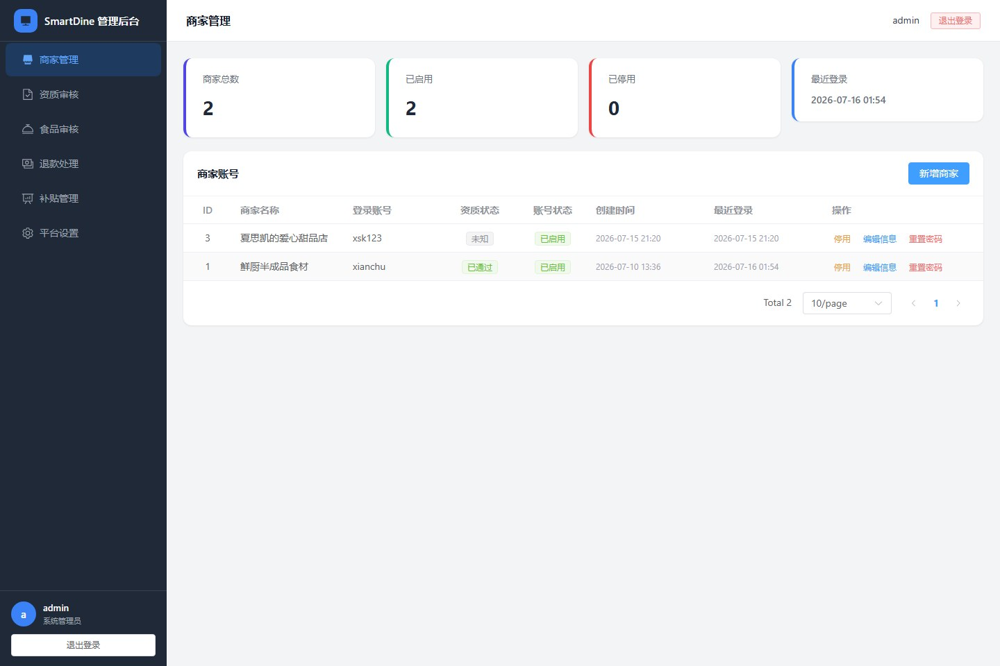 SmartDine 管理后台
商家管理
资质审核
食品审核
退款处理
补贴管理
平台设置
a
admin
系统管理员
退出登录
商家管理
admin
退出登录
商家总数
2
已启用
2
已停用
0
最近登录
2026-07-16 01:54
商家账号
新增商家
ID 商家名称 登录账号 资质状态 账号状态 创建时间 最近登录 操作
3 夏思凯的爱心甜品店 xsk123 未知 已启用 2026-07-15 21:20 2026-07-15 21:20 停用 编辑信息 重置密码
1 鲜厨半成品食材 xianchu 已通过 已启用 2026-07-10 13:36 2026-07-16 01:54 停用 编辑信息 重置密码
Total 2 10/page 1